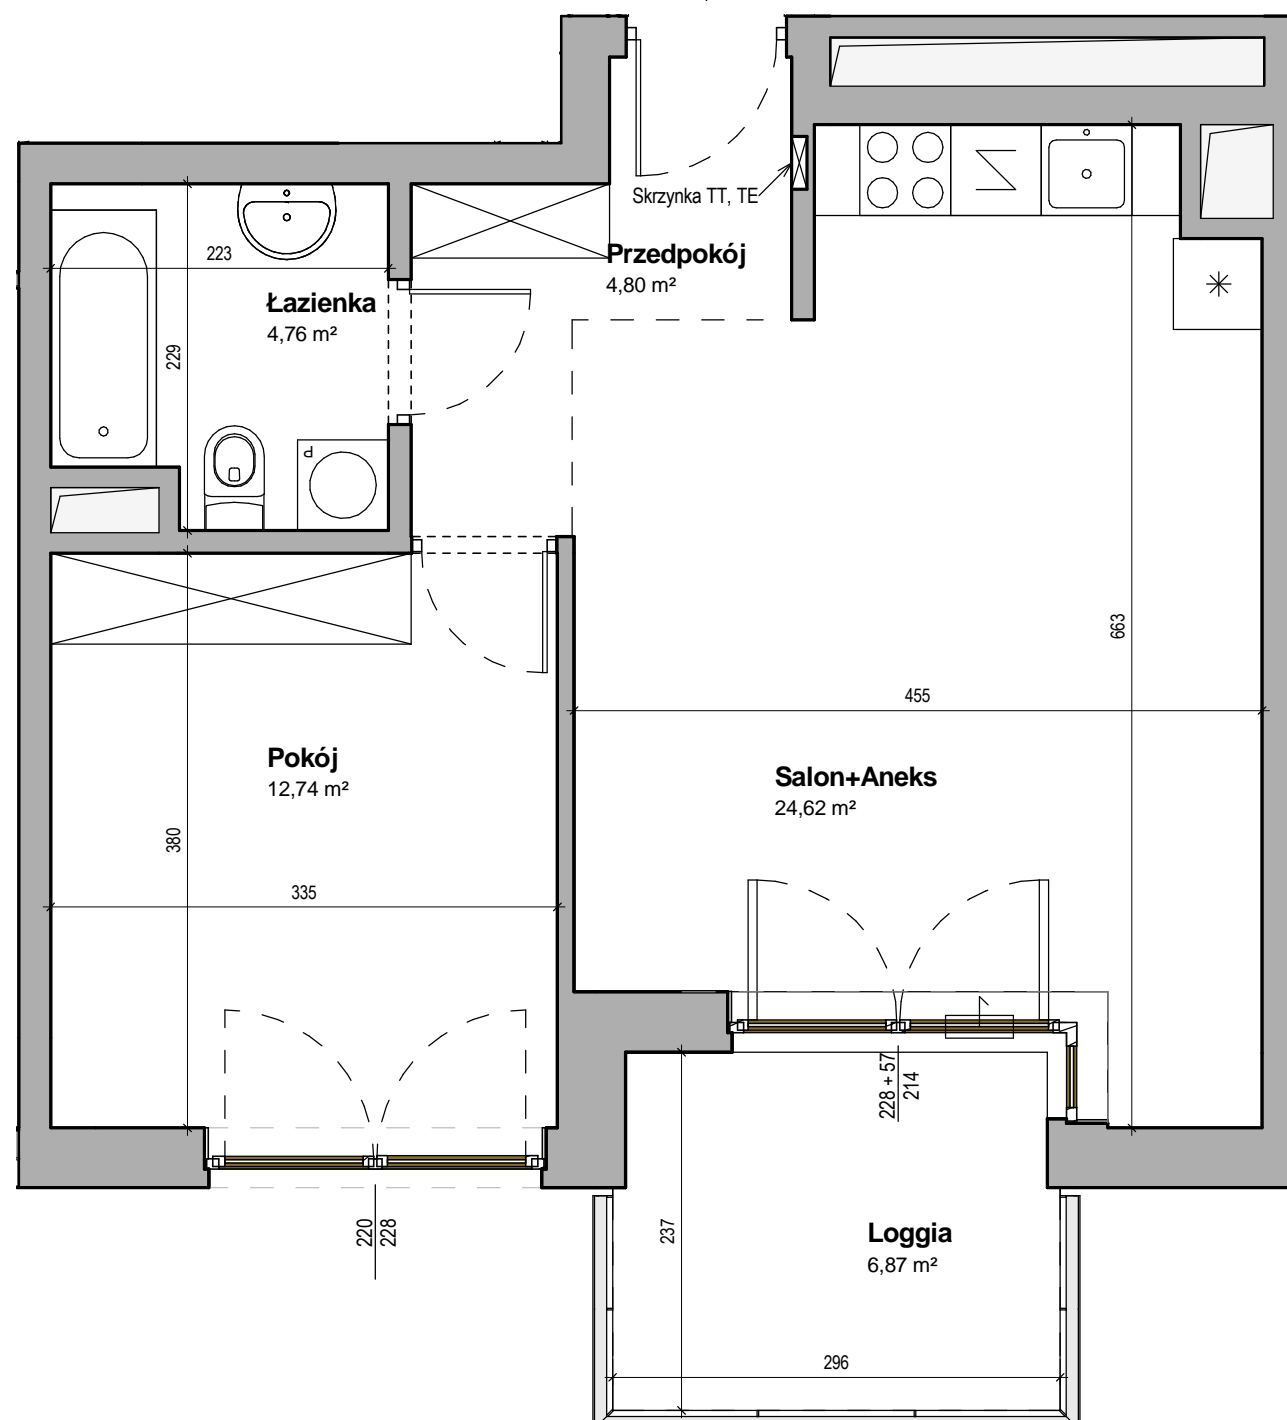 Skrzynka TT, TE
Przedpokój
4,80 m²
223
Łazienka
4,76 m²
229
P
663
455
Pokój
12,74 m²
Salon+Aneks
24,62 m²
380
335
228 + 57
214
220
228
237
Loggia
6,87 m²
296